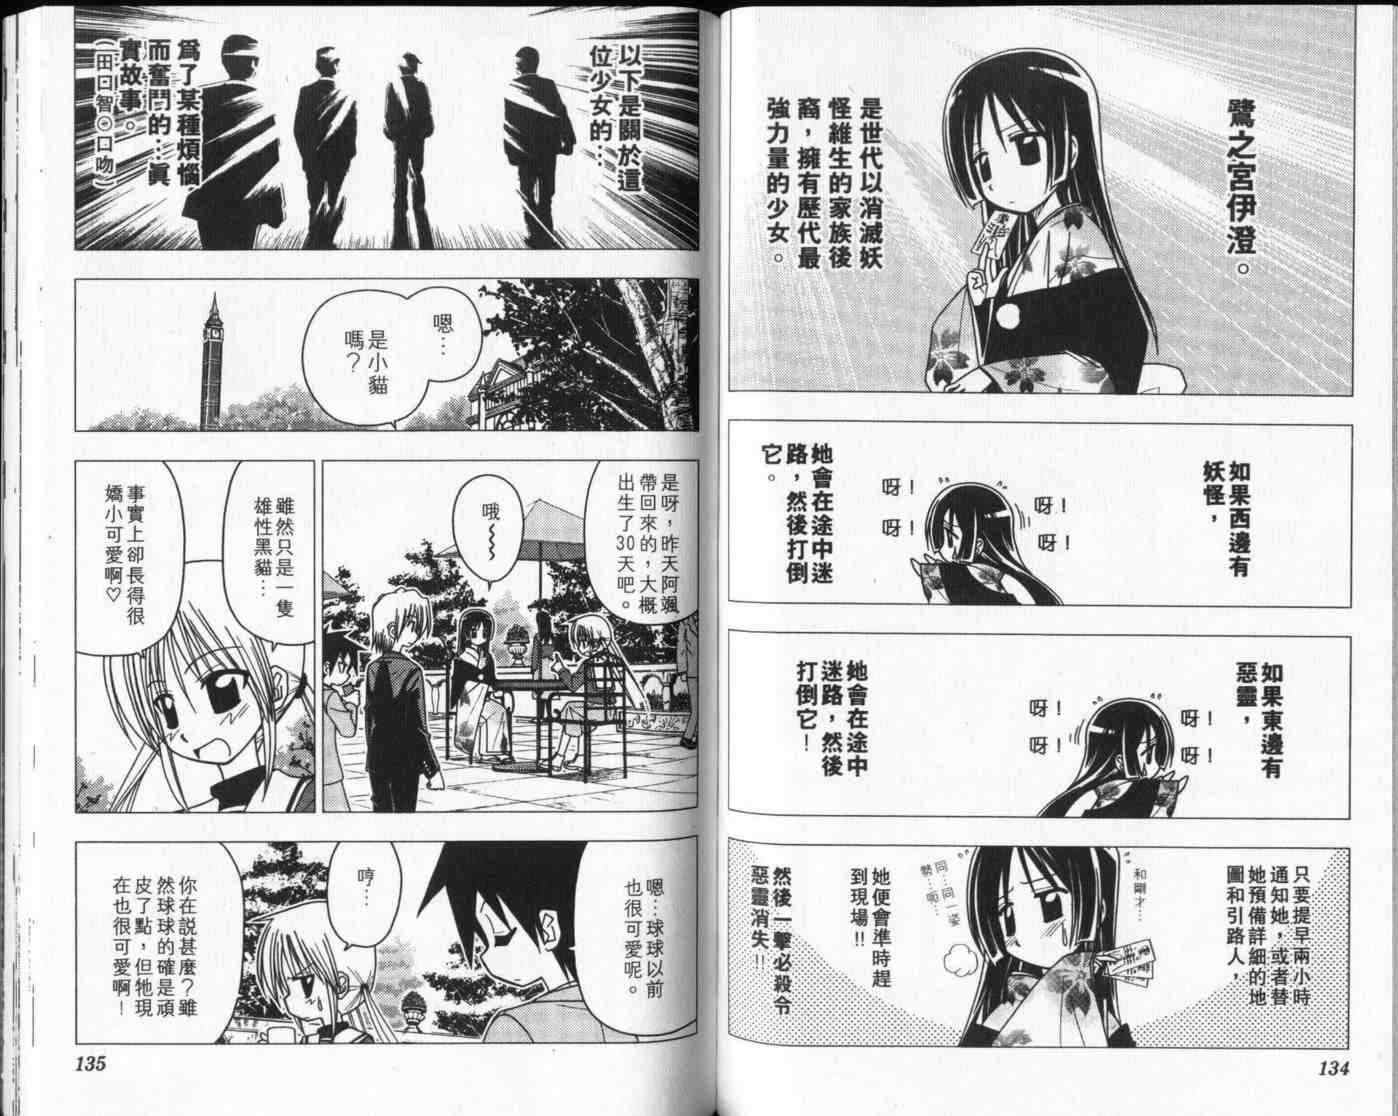 鷺之宮伊澄。
是世代以消滅妖
怪維生的家族後
裔，擁有歷代最
強力量的少女。
如果西邊有
妖怪，
呀！
呀！
呀！
呀！
她會在途中迷
路，然後打倒
它。
如果東邊有
惡靈，
呀！
呀！
呀！
呀！
她會在途中
迷路，然後
打倒它！
只要提早兩小時
通知她，或者替
她預備詳細的地
圖和引路人，
和剛才…
同…同一姿
勢…呃…
她便會準時趕
到現場!!
然後一擊必殺令
惡靈消失!!
134
以下是關於這
位少女的…
為了某種煩惱
而奮鬥的…真
實故事。
（田口智⊙口吻）
嗯…
是小貓
嗎？
是呀，昨天阿颯
帶回來的，大概
出生了30天吧。
哦～～
雖然只是一隻
雄性黑貓…
事實上卻長得很
嬌小可愛啊♡
嗯…球球以前
也很可愛呢。
哼…
你在説甚麼？雖
然球球的確是頑
皮了點，但牠現
在也很可愛啊！
135